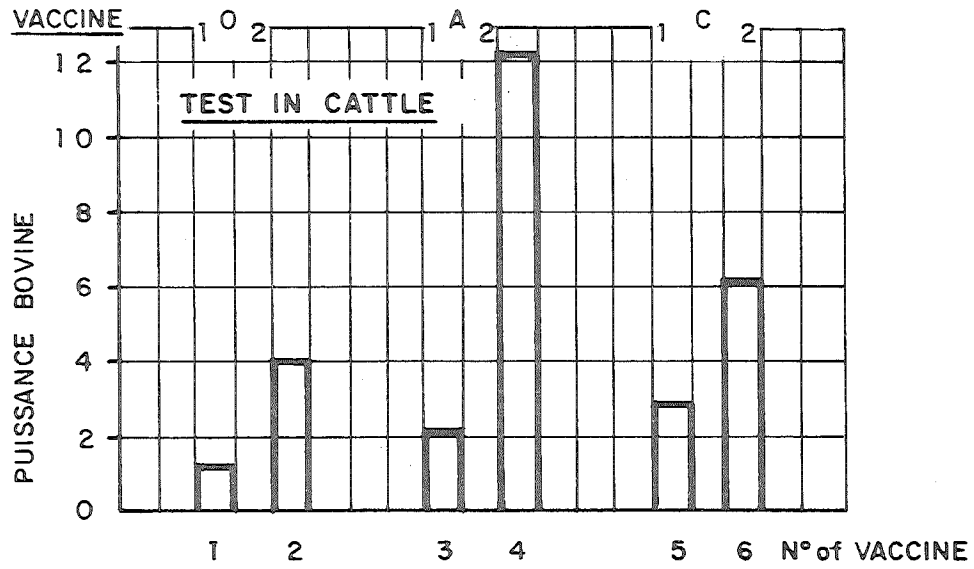 VACCINE 1 O 2 1 A 2 1 C 2
12
TEST IN CATTLE
10
8
6
4
2
0
PUISSANCE BOVINE
1 2 3 4 5 6 N° of VACCINE